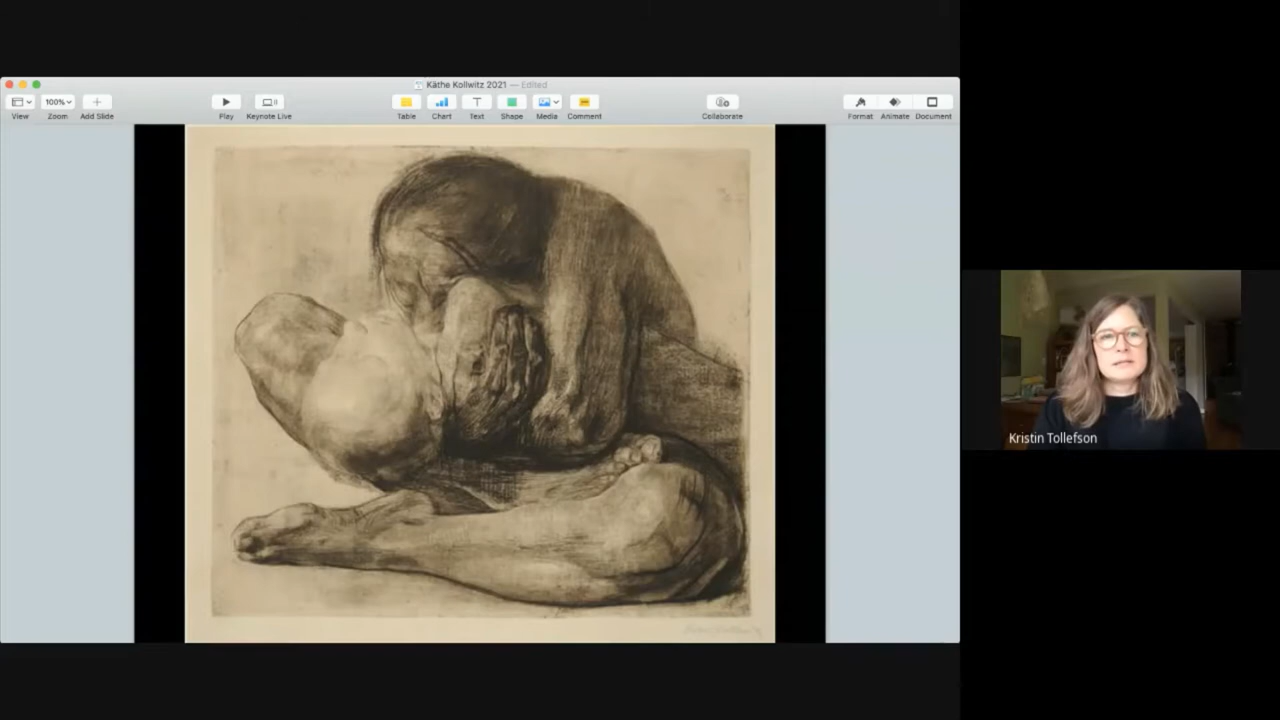 Käthe Kollwitz 2021 — Edited
100%
View Zoom Add Slide Play Keynote Live Table Chart Text Shape Media Comment Collaborate Format Animate Document
Kristin Tollefson